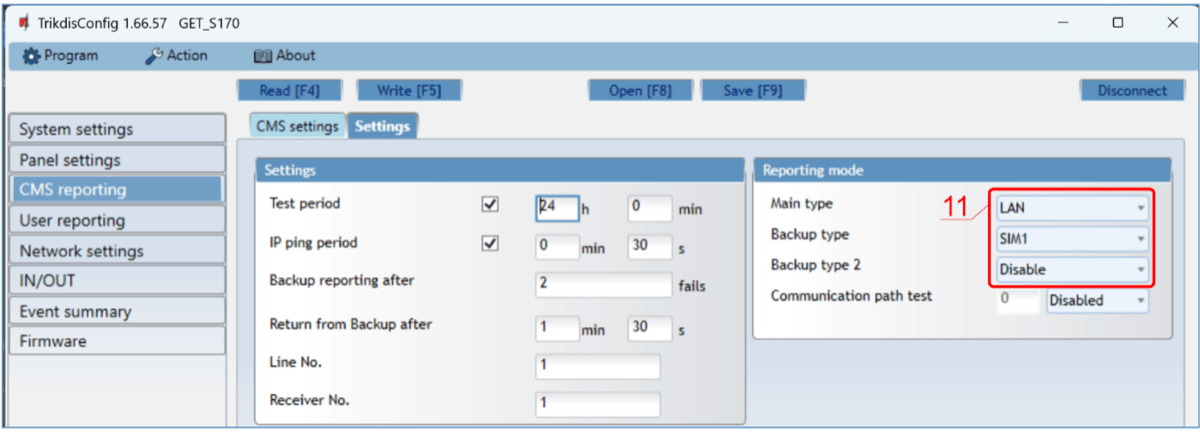 TrikdisConfig 1.66.57 GET_S170
Program Action About
Read [F4] Write [F5] Open [F8] Save [F9] Disconnect
System settings
Panel settings
CMS reporting
User reporting
Network settings
IN/OUT
Event summary
Firmware
CMS settings Settings
Settings
Test period 24 h 0 min
IP ping period 0 min 30 s
Backup reporting after 2 fails
Return from Backup after 1 min 30 s
Line No. 1
Receiver No. 1
Reporting mode
Main type 11 LAN
Backup type SIM1
Backup type 2 Disable
Communication path test 0 Disabled